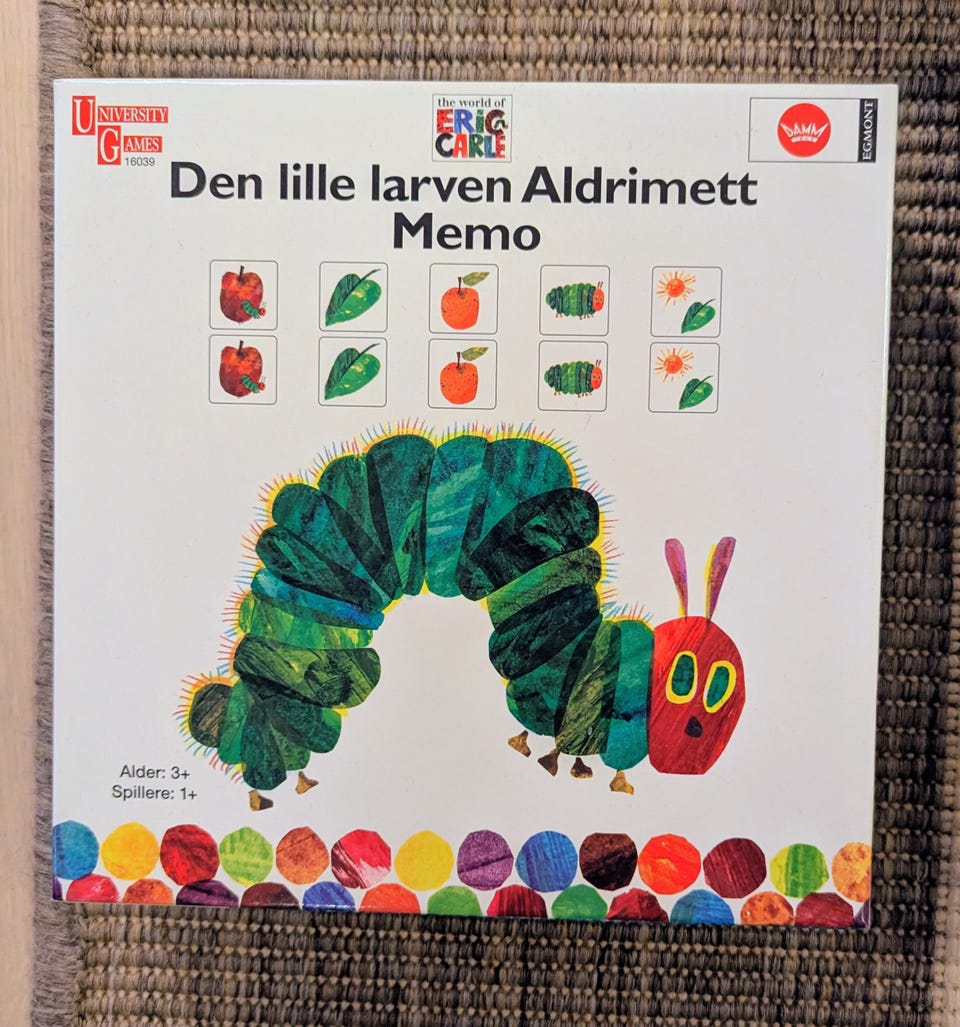 UNIVERSITY
GAMES
16039
the world of
ERIC
CARLE
DAMM
EGMONT
Den lille larven Aldrimett
Memo
Alder: 3+
Spillere: 1+